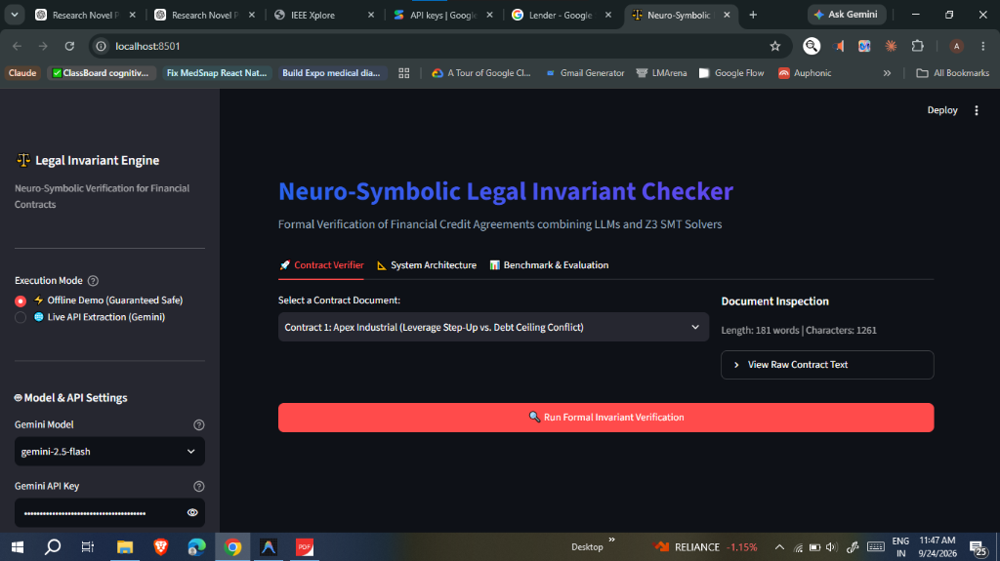 Research Novel P
Research Novel P
IEEE Xplore
API keys | Google
Lender - Google
Neuro-Symbolic
Ask Gemini
localhost:8501
A
Claude
ClassBoard cognitiv...
Fix MedSnap React Nat...
Build Expo medical dia...
A Tour of Google Cl...
Gmail Generator
LMArena
Google Flow
Auphonic
»
All Bookmarks
Deploy
Legal Invariant Engine
Neuro-Symbolic Verification for Financial
Contracts
Execution Mode
Offline Demo (Guaranteed Safe)
Live API Extraction (Gemini)
Model & API Settings
Gemini Model
gemini-2.5-flash
Gemini API Key
Neuro-Symbolic Legal Invariant Checker
Formal Verification of Financial Credit Agreements combining LLMs and Z3 SMT Solvers
Contract Verifier
System Architecture
Benchmark & Evaluation
Select a Contract Document:
Contract 1: Apex Industrial (Leverage Step-Up vs. Debt Ceiling Conflict)
Document Inspection
Length: 181 words | Characters: 1261
View Raw Contract Text
Run Formal Invariant Verification
PDF
Desktop
»
RELIANCE -1.15%
ENG
IN
11:47 AM
9/24/2026
25